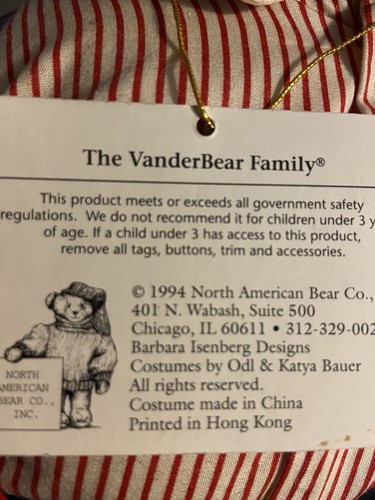 The VanderBear Family®
This product meets or exceeds all government safety
regulations. We do not recommend it for children under 3 y
of age. If a child under 3 has access to this product,
remove all tags, buttons, trim and accessories.
© 1994 North American Bear Co.,
401 N. Wabash, Suite 500
Chicago, IL 60611 • 312-329-002
Barbara Isenberg Designs
Costumes by Odl & Katya Bauer
All rights reserved.
Costume made in China
Printed in Hong Kong
NORTH
AMERICAN
BEAR CO.,
INC.